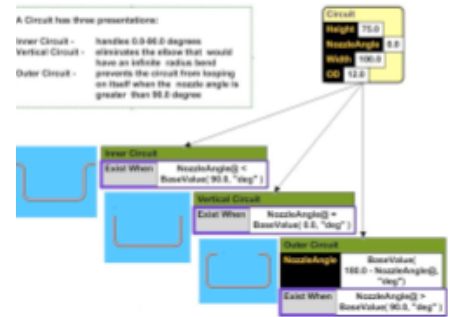 A Circuit has three presentations:
Inner Circuit - handles 0.0-90.0 degrees
Vertical Circuit - eliminates the elbow that would
have an infinite radius bend
Outer Circuit - prevents the circuit from looping
on itself when the nozzle angle is
greater than 90.0 degree
Circuit
Height 75.0
NozzleAngle 0.0
Width 100.0
OD 12.0
Inner Circuit
Exist When NozzleAngle@ <
BaseValue( 90.0, "deg" )
Vertical Circuit
Exist When NozzleAngle@ =
BaseValue( 0.0, "deg" )
Outer Circuit
NozzleAngle BaseValue(
180.0 - NozzleAngle@,
"deg")
Exist When NozzleAngle@ >
BaseValue( 90.0, "deg" )